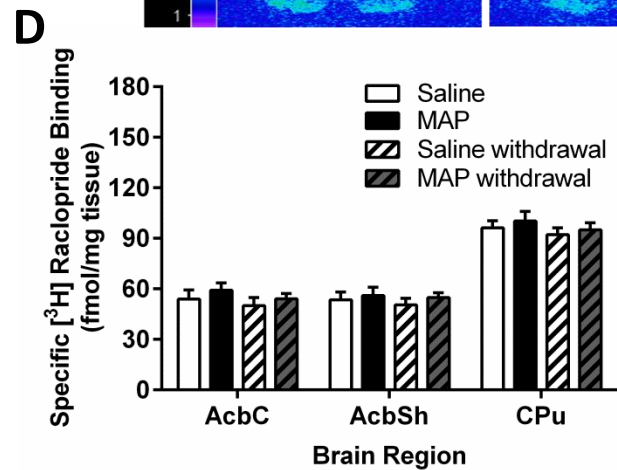 1
D
Specific [³H] Raclopride Binding
(fmol/mg tissue)
180
150
120
90
60
30
0
Saline
MAP
Saline withdrawal
MAP withdrawal
AcbC AcbSh CPu
Brain Region